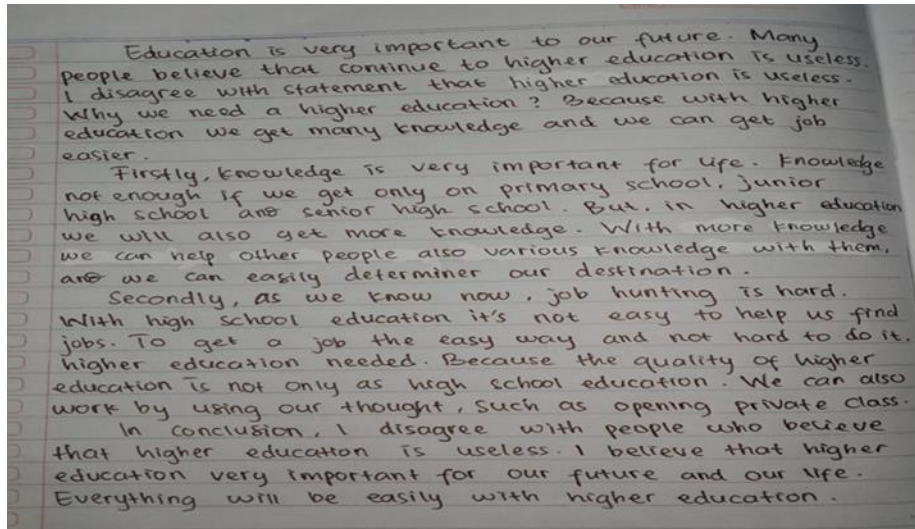 Education is very important to our future. Many
people believe that continue to higher education is useless.
I disagree with statement that higher education is useless.
Why we need a higher education? Because with higher
education we get many knowledge and we can get job
easier.
Firstly, knowledge is very important for life. Knowledge
not enough if we get only on primary school, junior
high school and senior high school. But, in higher education
we will also get more knowledge. With more knowledge
we can help other people also various knowledge with them,
and we can easily determiner our destination.
Secondly, as we know now, job hunting is hard.
With high school education it's not easy to help us find
jobs. To get a job the easy way and not hard to do it,
higher education needed. Because the quality of higher
education is not only as high school education. We can also
work by using our thought, such as opening private class.
In conclusion, I disagree with people who believe
that higher education is useless. I believe that higher
education very important for our future and our life.
Everything will be easily with higher education.